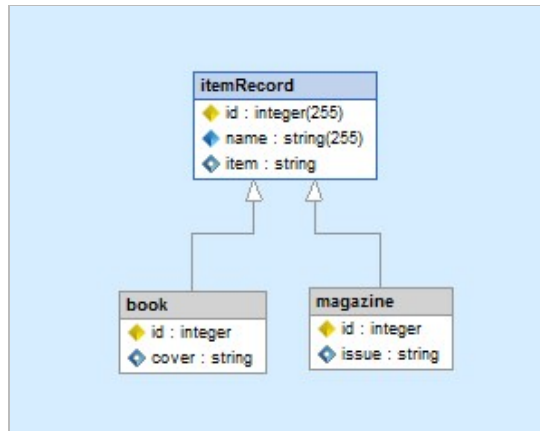 itemRecord
id : integer(255)
name : string(255)
item : string
book
id : integer
cover : string
magazine
id : integer
issue : string